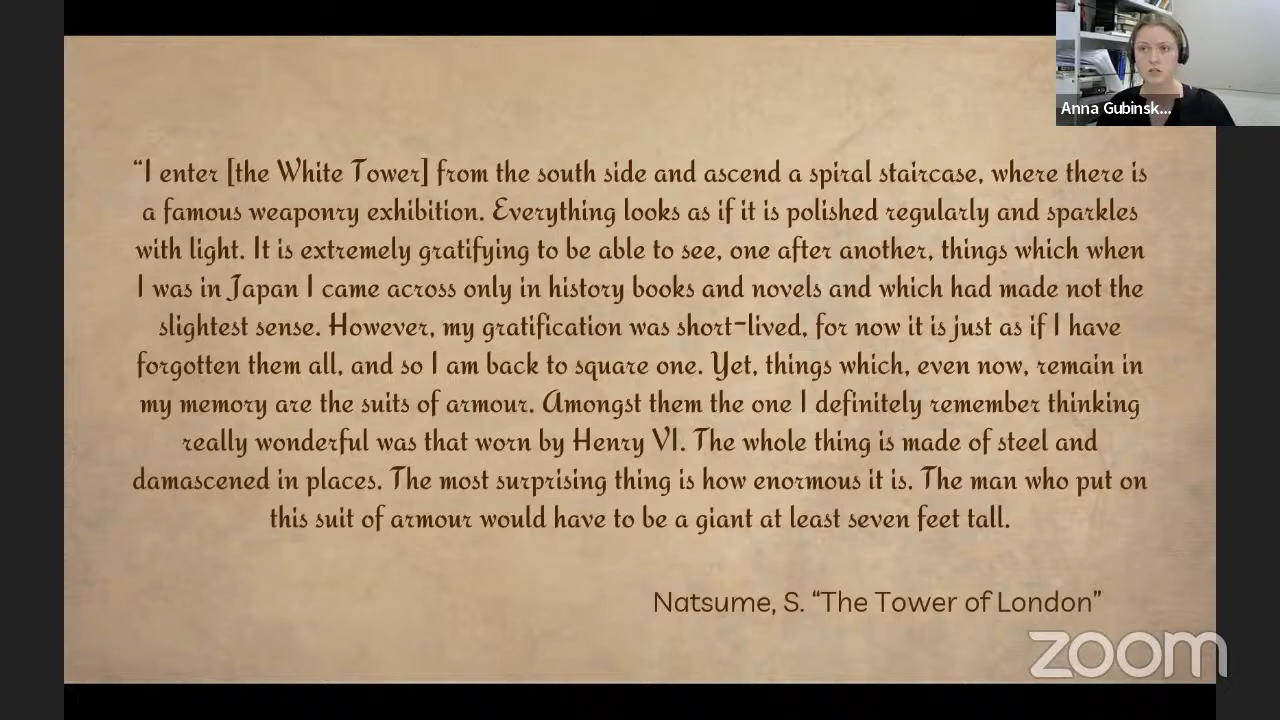 Anna Gubinsk...
“I enter [the White Tower] from the south side and ascend a spiral staircase, where there is
a famous weaponry exhibition. Everything looks as if it is polished regularly and sparkles
with light. It is extremely gratifying to be able to see, one after another, things which when
I was in Japan I came across only in history books and novels and which had made not the
slightest sense. However, my gratification was short-lived, for now it is just as if I have
forgotten them all, and so I am back to square one. Yet, things which, even now, remain in
my memory are the suits of armour. Amongst them the one I definitely remember thinking
really wonderful was that worn by Henry VI. The whole thing is made of steel and
damascened in places. The most surprising thing is how enormous it is. The man who put on
this suit of armour would have to be a giant at least seven feet tall.
Natsume, S. “The Tower of London”
zoom